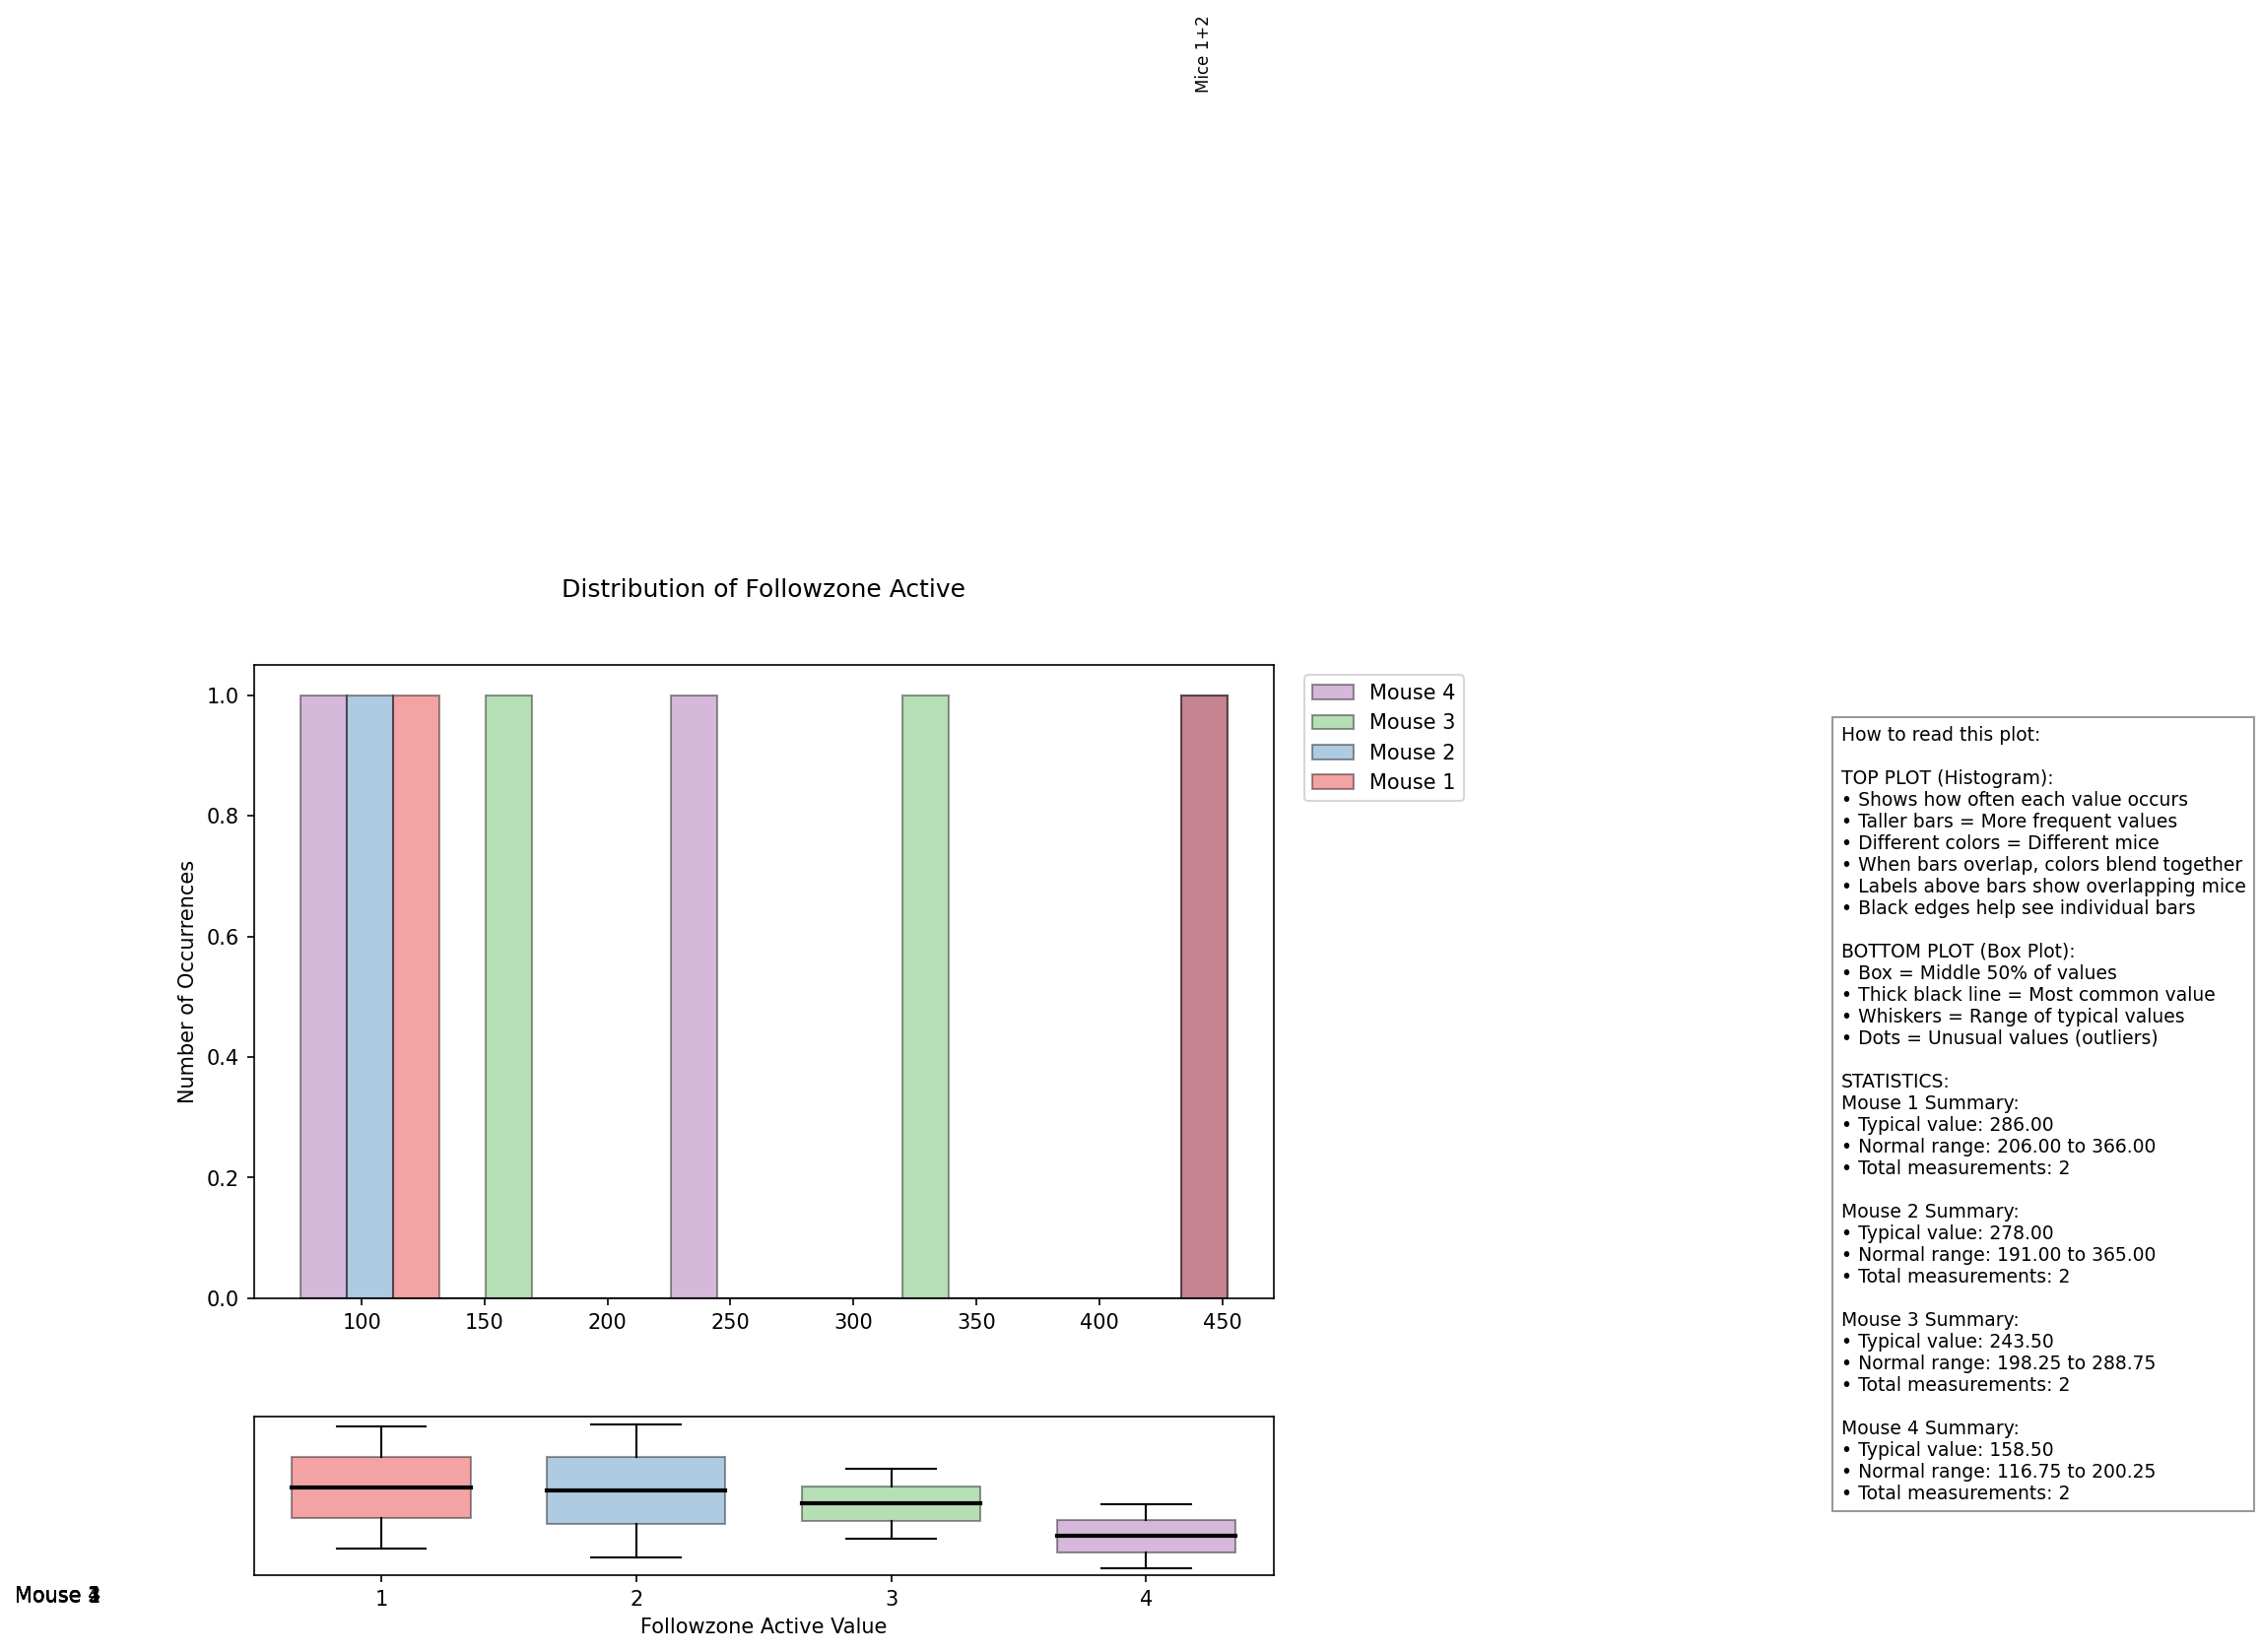 Mice 1+2
Distribution of Followzone Active
Number of Occurrences
1.0
0.8
0.6
0.4
0.2
0.0
100 150 200 250 300 350 400 450
Mouse 4
Mouse 3
Mouse 2
Mouse 1
How to read this plot:
TOP PLOT (Histogram):
• Shows how often each value occurs
• Taller bars = More frequent values
• Different colors = Different mice
• When bars overlap, colors blend together
• Labels above bars show overlapping mice
• Black edges help see individual bars
BOTTOM PLOT (Box Plot):
• Box = Middle 50% of values
• Thick black line = Most common value
• Whiskers = Range of typical values
• Dots = Unusual values (outliers)
STATISTICS:
Mouse 1 Summary:
• Typical value: 286.00
• Normal range: 206.00 to 366.00
• Total measurements: 2
Mouse 2 Summary:
• Typical value: 278.00
• Normal range: 191.00 to 365.00
• Total measurements: 2
Mouse 3 Summary:
• Typical value: 243.50
• Normal range: 198.25 to 288.75
• Total measurements: 2
Mouse 4 Summary:
• Typical value: 158.50
• Normal range: 116.75 to 200.25
• Total measurements: 2
Mouse
1 2 3 4
Followzone Active Value